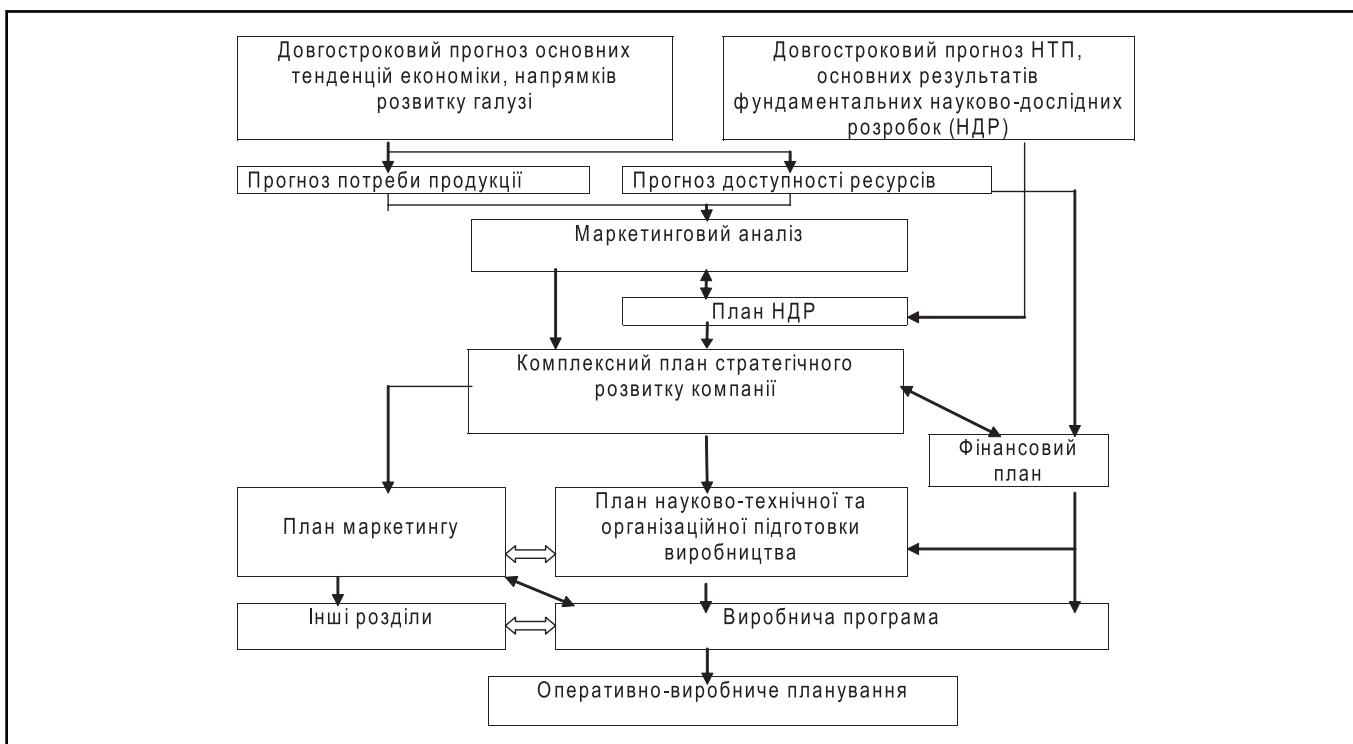 Довгостроковий прогноз основних
тенденцій економіки, напрямків
розвитку галузі
Довгостроковий прогноз НТП,
основних результатів
фундаментальних науково-дослідних
розробок (НДР)
Прогноз потреби продукції
Прогноз доступності ресурсів
Маркетинговий аналіз
План НДР
Комплексний план стратегічного
розвитку компанії
Фінансовий
план
План маркетингу
План науково-технічної та
організаційної підготовки
виробництва
Інші розділи
Виробнича програма
Оперативно-виробниче планування